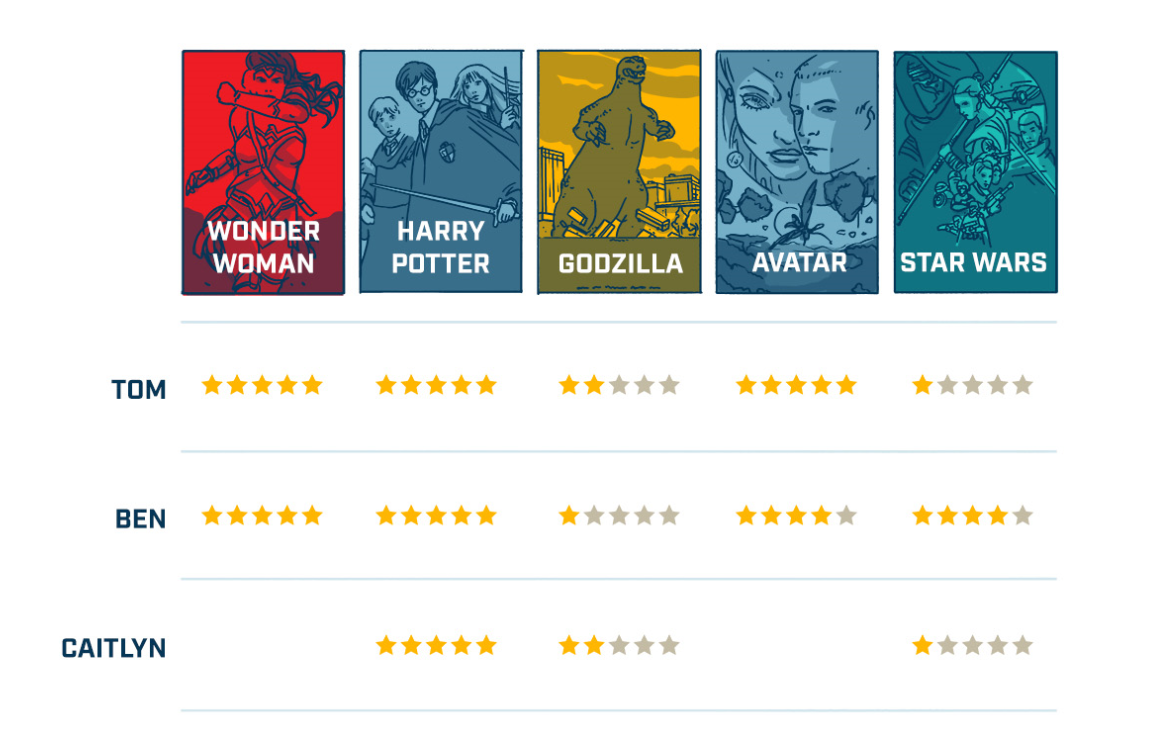 WONDER
WOMAN
HARRY
POTTER
GODZILLA
AVATAR
STAR WARS
TOM
BEN
CAITLYN